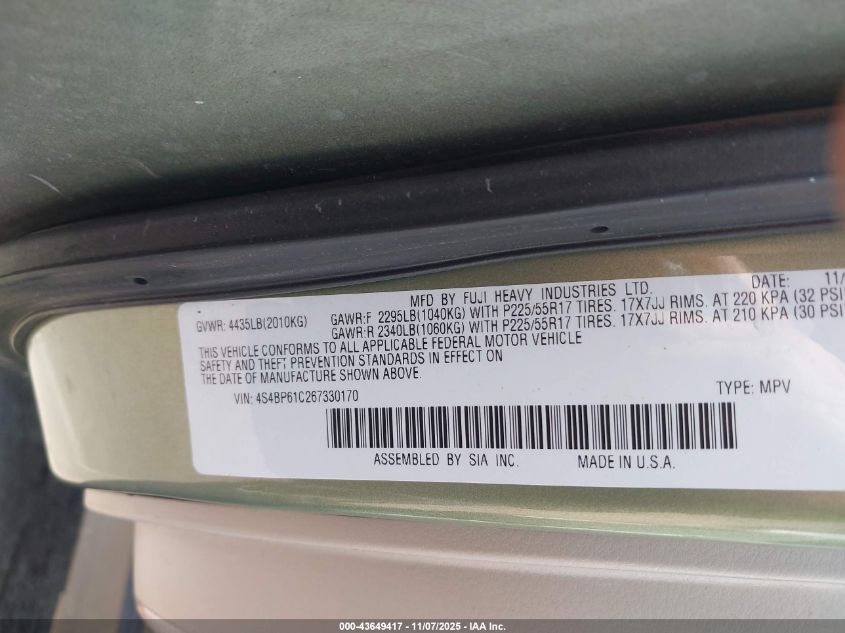 MFD BY FUJI HEAVY INDUSTRIES LTD. DATE: 11/
GVWR: 4435LB(2010KG) GAWR:F 2295LB(1040KG) WITH P225/55R17 TIRES. 17X7JJ RIMS. AT 220 KPA (32 PSI
GAWR:R 2340LB(1060KG) WITH P225/55R17 TIRES. 17X7JJ RIMS. AT 210 KPA (30 PSI
THIS VEHICLE CONFORMS TO ALL APPLICABLE FEDERAL MOTOR VEHICLE
SAFETY AND THEFT PREVENTION STANDARDS IN EFFECT ON
THE DATE OF MANUFACTURE SHOWN ABOVE.
VIN: 4S4BP61C267330170 TYPE: MPV
ASSEMBLED BY SIA INC. MADE IN U.S.A.
000-43649417 - 11/07/2025 - IAA Inc.